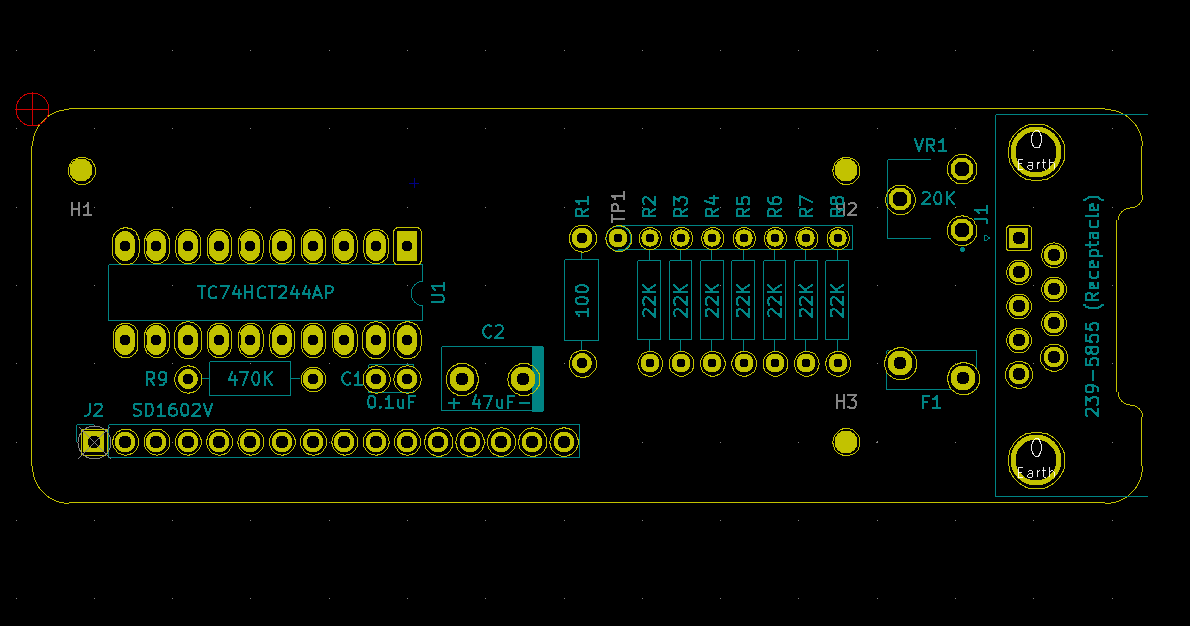 VR1
Earth
H1
R1
TP1
R2
R3
R4
R5
R6
R7
R8
H2
20K
J1
TC74HCT244AP
U1
100
22K
22K
22K
22K
22K
22K
22K
239-5855 (Receptacle)
C2
R9
470K
C1
0.1uF
+ 47uF-
H3
F1
J2
SD1602V
Earth